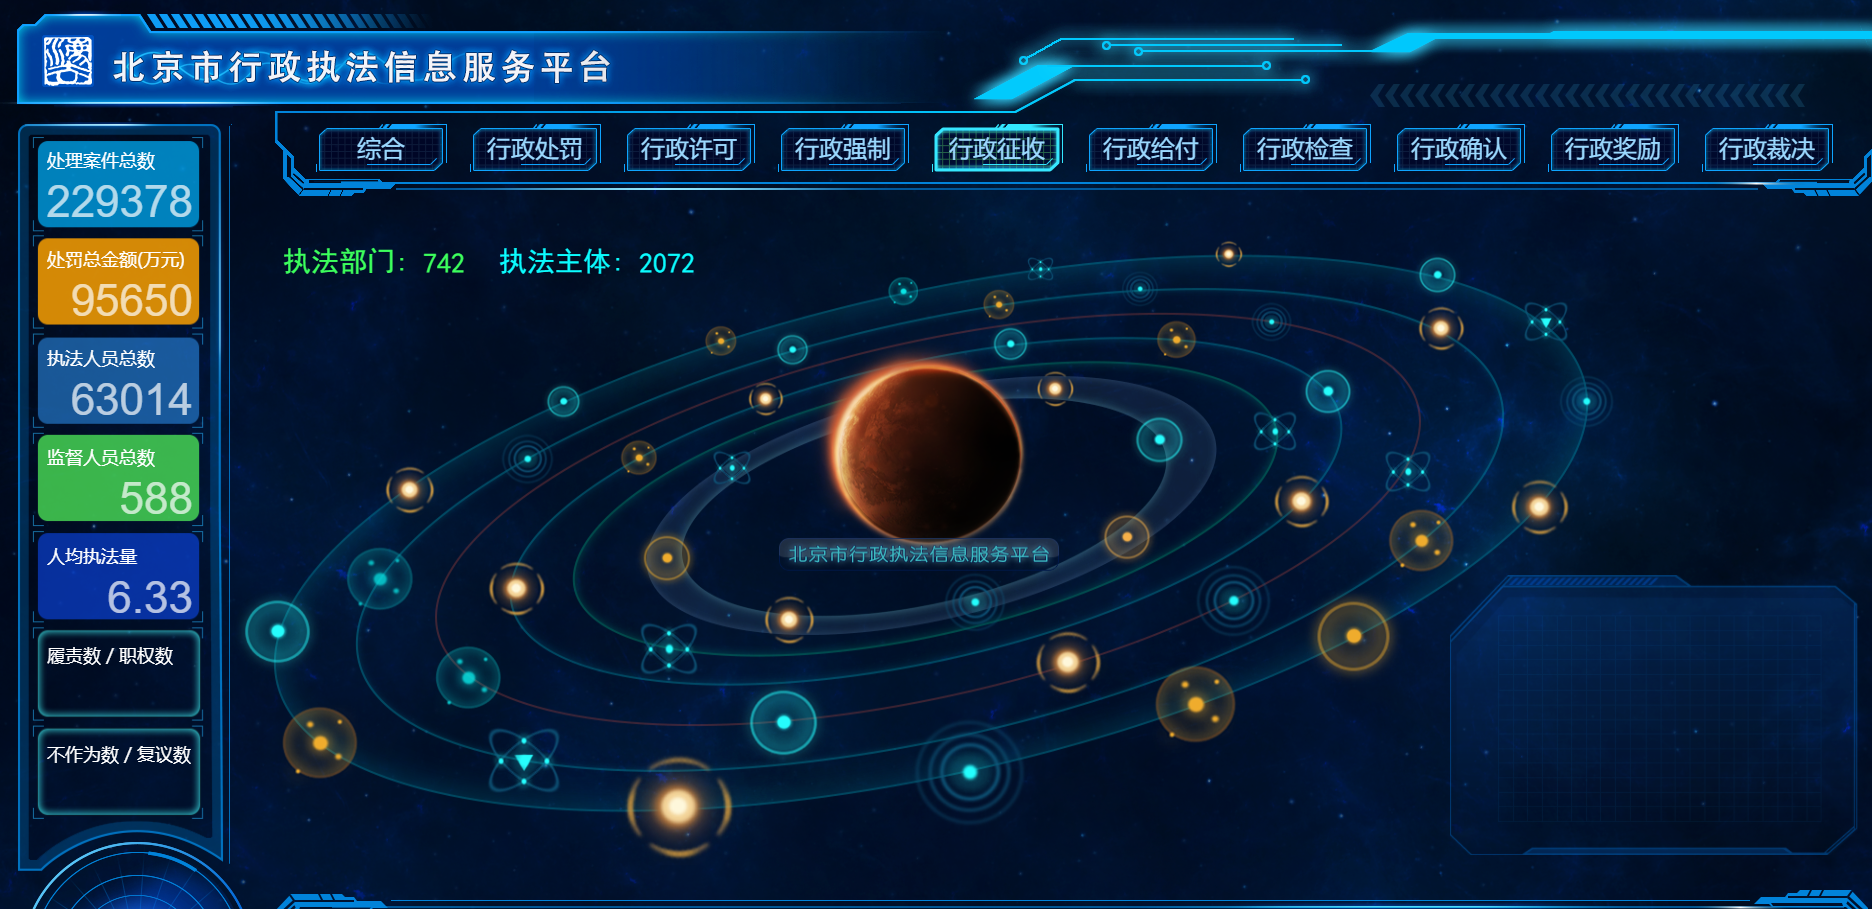 北京市行政执法信息服务平台
综合 行政处罚 行政许可 行政强制 行政征收 行政给付 行政检查 行政确认 行政奖励 行政裁决
处理案件总数
229378
处罚总金额(万元)
95650
执法人员总数
63014
监督人员总数
588
人均执法量
6.33
履责数 / 职权数
不作为数 / 复议数
执法部门: 742 执法主体: 2072
北京市行政执法信息服务平台